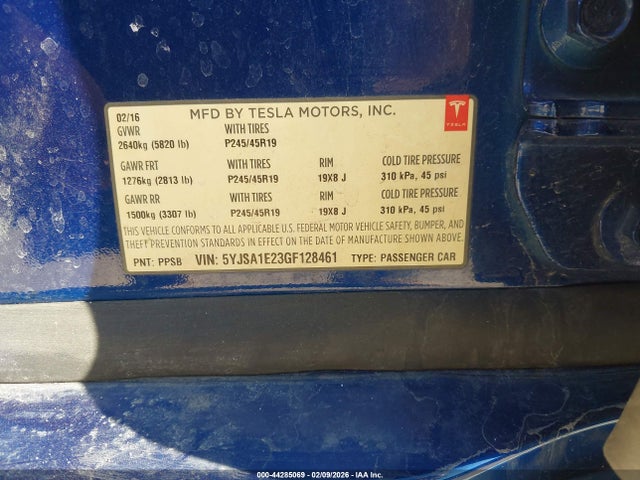 02/16 MFD BY TESLA MOTORS, INC.
TESLA
GVWR WITH TIRES
2640kg (5820 lb) P245/45R19
GAWR FRT WITH TIRES RIM COLD TIRE PRESSURE
1276kg (2813 lb) P245/45R19 19X8 J 310 kPa, 45 psi
GAWR RR WITH TIRES RIM COLD TIRE PRESSURE
1500kg (3307 lb) P245/45R19 19X8 J 310 kPa, 45 psi
THIS VEHICLE CONFORMS TO ALL APPLICABLE U.S. FEDERAL MOTOR VEHICLE SAFETY, BUMPER, AND
THEFT PREVENTION STANDARDS IN EFFECT ON THE DATE OF MANUFACTURE SHOWN ABOVE.
PNT: PPSB VIN: 5YJSA1E23GF128461 TYPE: PASSENGER CAR
000-44285069 - 02/09/2026 - IAA Inc.